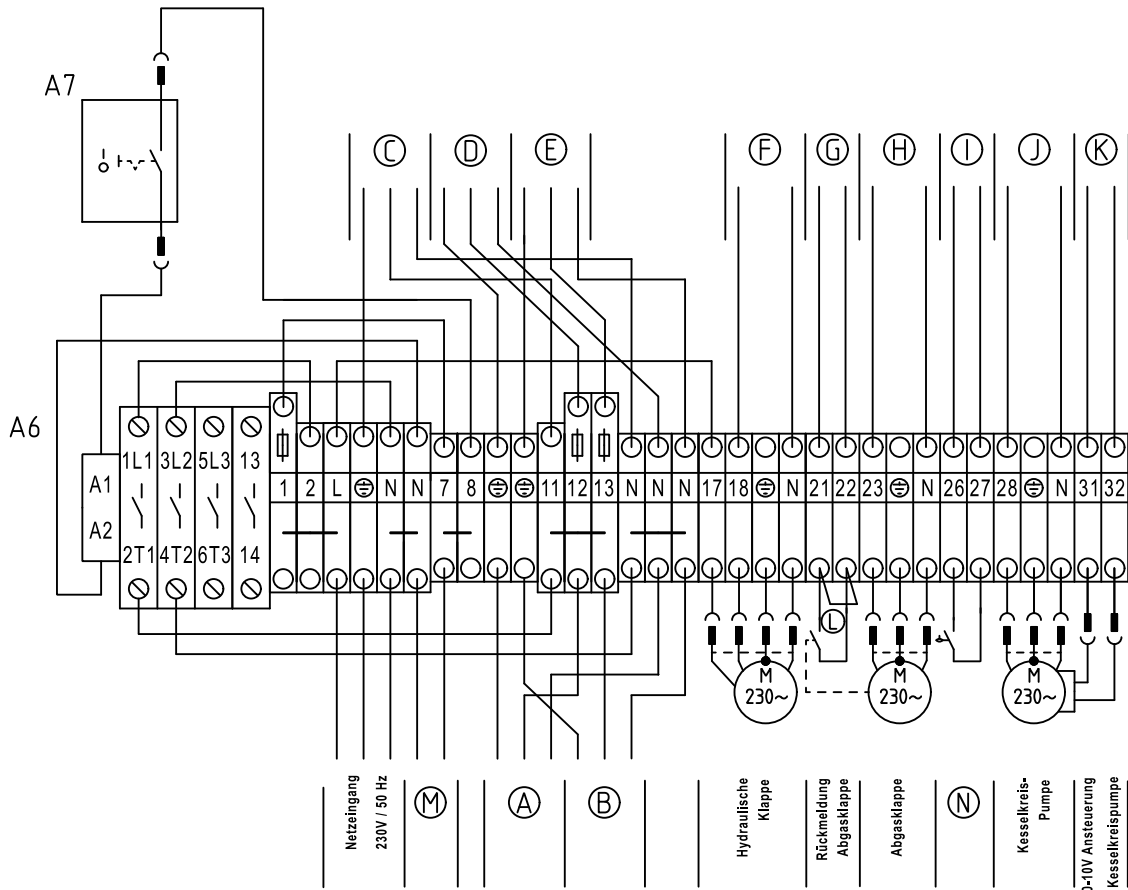 A7
C D E F G H I J K
A6
1L1 3L2 5L3 13
A1
A2
1 2 L N N 7 8 11 12 13 N N N 17 18 N 21 22 23 N 26 27 28 N 31 32
2T1 4T2 6T3 14
L
M
230~
M
230~
M
230~
Netzeingang
230V / 50 Hz
M
A
B
Hydraulische
Klappe
Rückmeldung
Abgasklappe
Abgasklappe
N
Kesselkreis-
Pumpe
0-10V Ansteuerung
Kesselkreispumpe